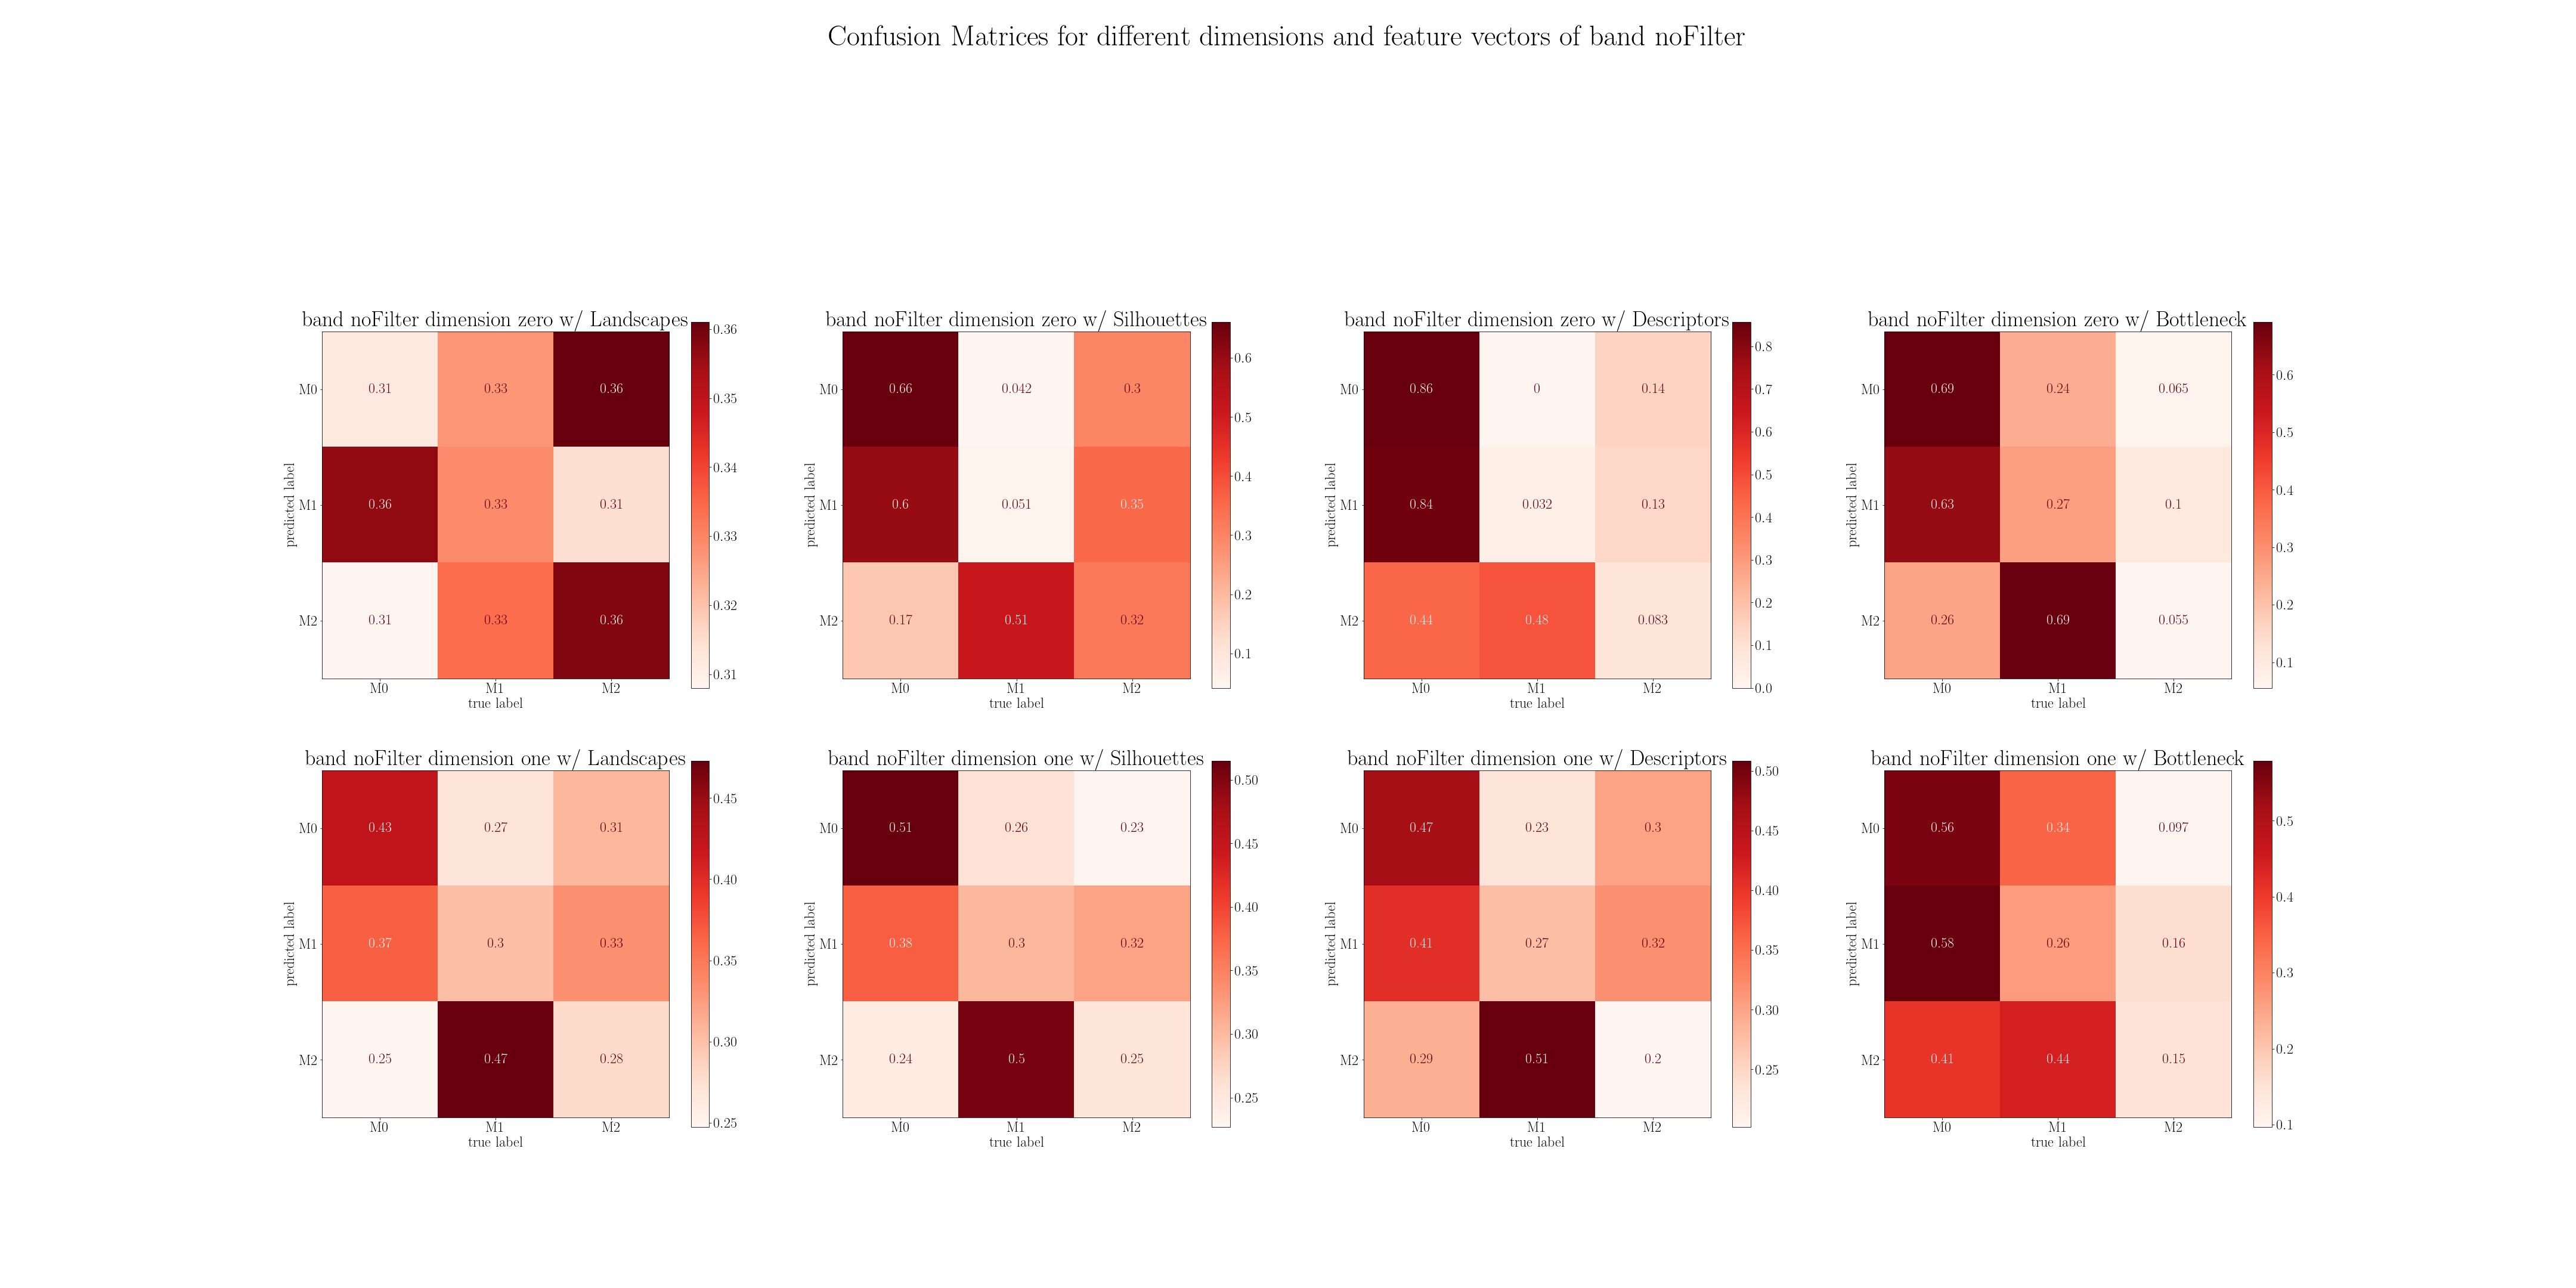 Confusion Matrices for different dimensions and feature vectors of band noFilter
band noFilter dimension zero w/ Landscapes
predicted label
M0
M1
M2
0.31 0.33 0.36
0.36 0.33 0.31
0.31 0.33 0.36
M0 M1 M2
true label
0.36
0.35
0.34
0.33
0.32
0.31
band noFilter dimension zero w/ Silhouettes
predicted label
M0
M1
M2
0.66 0.042 0.3
0.6 0.051 0.35
0.17 0.51 0.32
M0 M1 M2
true label
0.6
0.5
0.4
0.3
0.2
0.1
band noFilter dimension zero w/ Descriptors
predicted label
M0
M1
M2
0.86 0 0.14
0.84 0.032 0.13
0.44 0.48 0.083
M0 M1 M2
true label
0.8
0.7
0.6
0.5
0.4
0.3
0.2
0.1
0.0
band noFilter dimension zero w/ Bottleneck
predicted label
M0
M1
M2
0.69 0.24 0.065
0.63 0.27 0.1
0.26 0.69 0.055
M0 M1 M2
true label
0.6
0.5
0.4
0.3
0.2
0.1
band noFilter dimension one w/ Landscapes
predicted label
M0
M1
M2
0.43 0.27 0.31
0.37 0.3 0.33
0.25 0.47 0.28
M0 M1 M2
true label
0.45
0.40
0.35
0.30
0.25
band noFilter dimension one w/ Silhouettes
predicted label
M0
M1
M2
0.51 0.26 0.23
0.38 0.3 0.32
0.24 0.5 0.25
M0 M1 M2
true label
0.50
0.45
0.40
0.35
0.30
0.25
band noFilter dimension one w/ Descriptors
predicted label
M0
M1
M2
0.47 0.23 0.3
0.41 0.27 0.32
0.29 0.51 0.2
M0 M1 M2
true label
0.50
0.45
0.40
0.35
0.30
0.25
band noFilter dimension one w/ Bottleneck
predicted label
M0
M1
M2
0.56 0.34 0.097
0.58 0.26 0.16
0.41 0.44 0.15
M0 M1 M2
true label
0.5
0.4
0.3
0.2
0.1